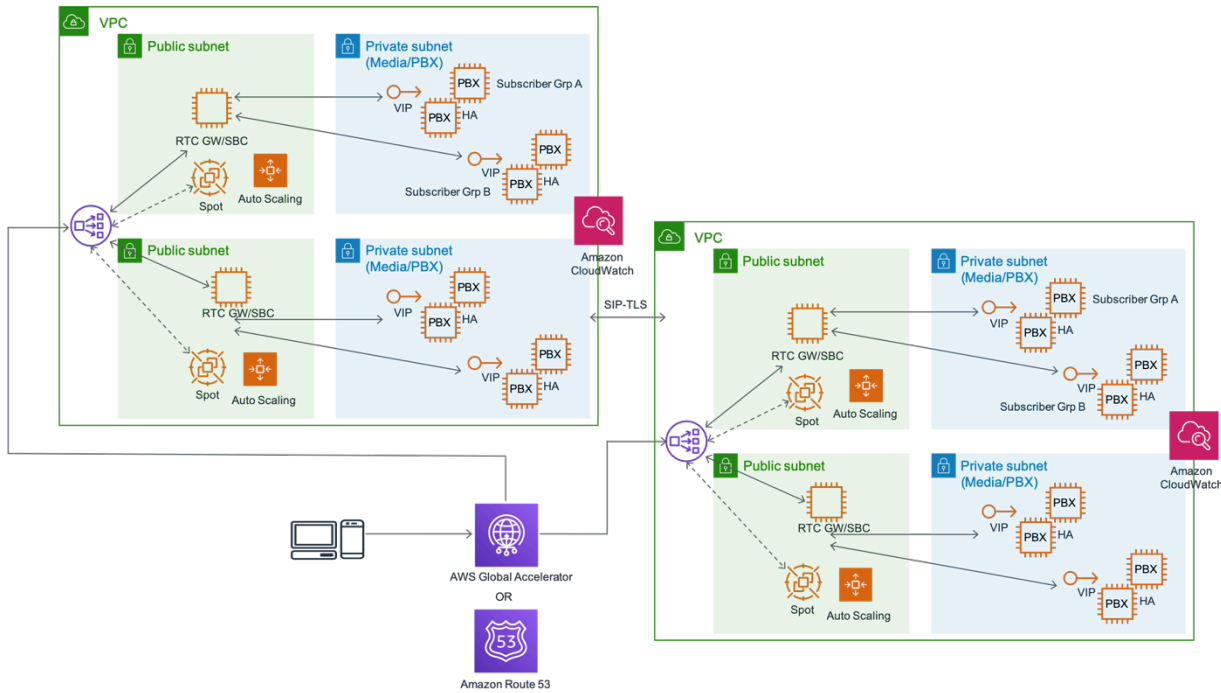 VPC
Public subnet
Private subnet
(Media/PBX)
PBX
Subscriber Grp A
VIP
PBX
HA
RTC GW/SBC
PBX
VIP
PBX
HA
Subscriber Grp B
Spot
Auto Scaling
Public subnet
Private subnet
(Media/PBX)
Amazon
CloudWatch
PBX
VIP
PBX
HA
RTC GW/SBC
PBX
VIP
PBX
HA
Spot
Auto Scaling
SIP-TLS
VPC
Public subnet
Private subnet
(Media/PBX)
PBX
Subscriber Grp A
VIP
PBX
HA
RTC GW/SBC
PBX
VIP
PBX
HA
Subscriber Grp B
Spot
Auto Scaling
Public subnet
Private subnet
(Media/PBX)
Amazon
CloudWatch
PBX
VIP
PBX
HA
RTC GW/SBC
PBX
VIP
PBX
HA
Spot
Auto Scaling
AWS Global Accelerator
OR
53
Amazon Route 53